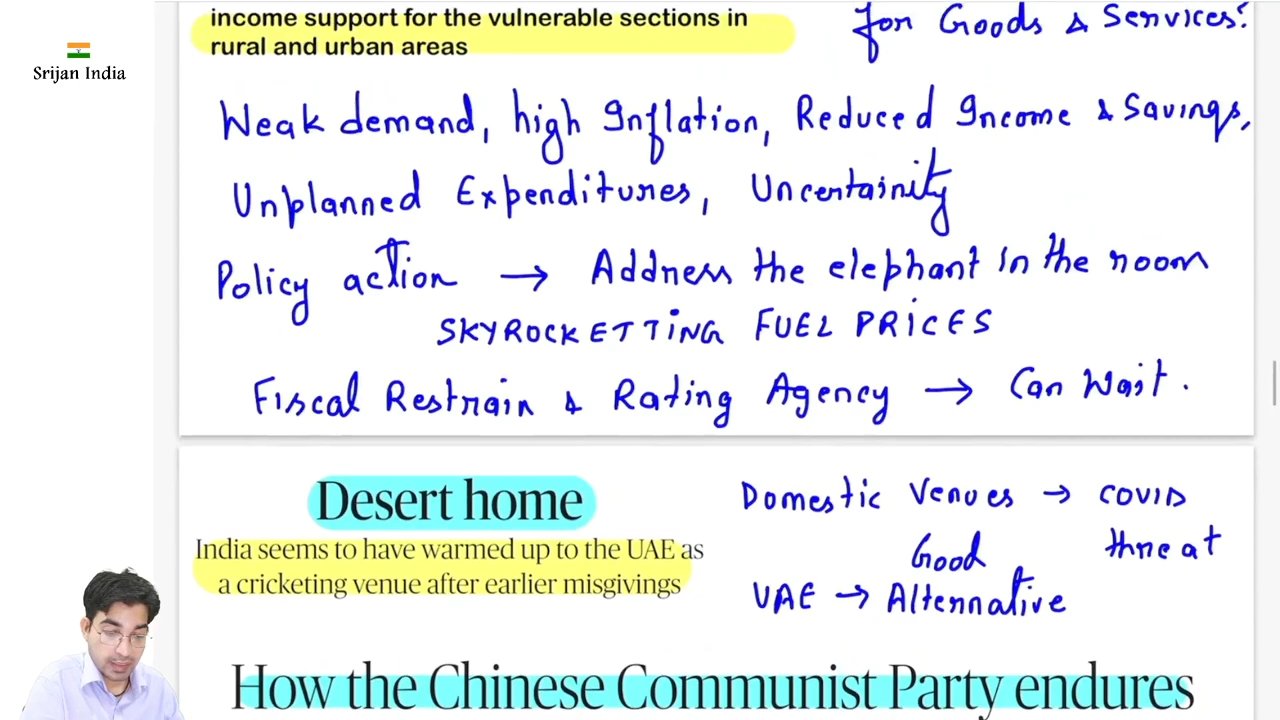 income support for the vulnerable sections in
rural and urban areas
for Goods & Services?
Srijan India
Weak demand, high Inflation, Reduced Income & Savings,
Unplanned Expenditures, Uncertainity
Policy action → Address the elephant in the room
SKYROCKETTING FUEL PRICES
Fiscal Restrain & Rating Agency → Can Wait.
Desert home
India seems to have warmed up to the UAE as
a cricketing venue after earlier misgivings
Domestic Venues → COVID
threat
Good
UAE → Alternative
How the Chinese Communist Party endures